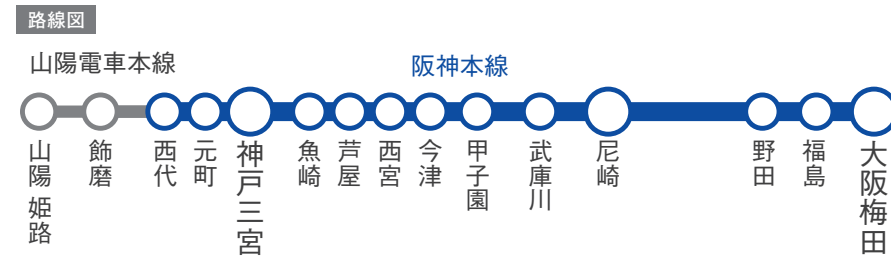 路線図
山陽電車本線
阪神本線
山陽 姫路
飾磨
西代
元町
神戸三宮
魚崎
芦屋
西宮
今津
甲子園
武庫川
尼崎
野田
福島
大阪梅田